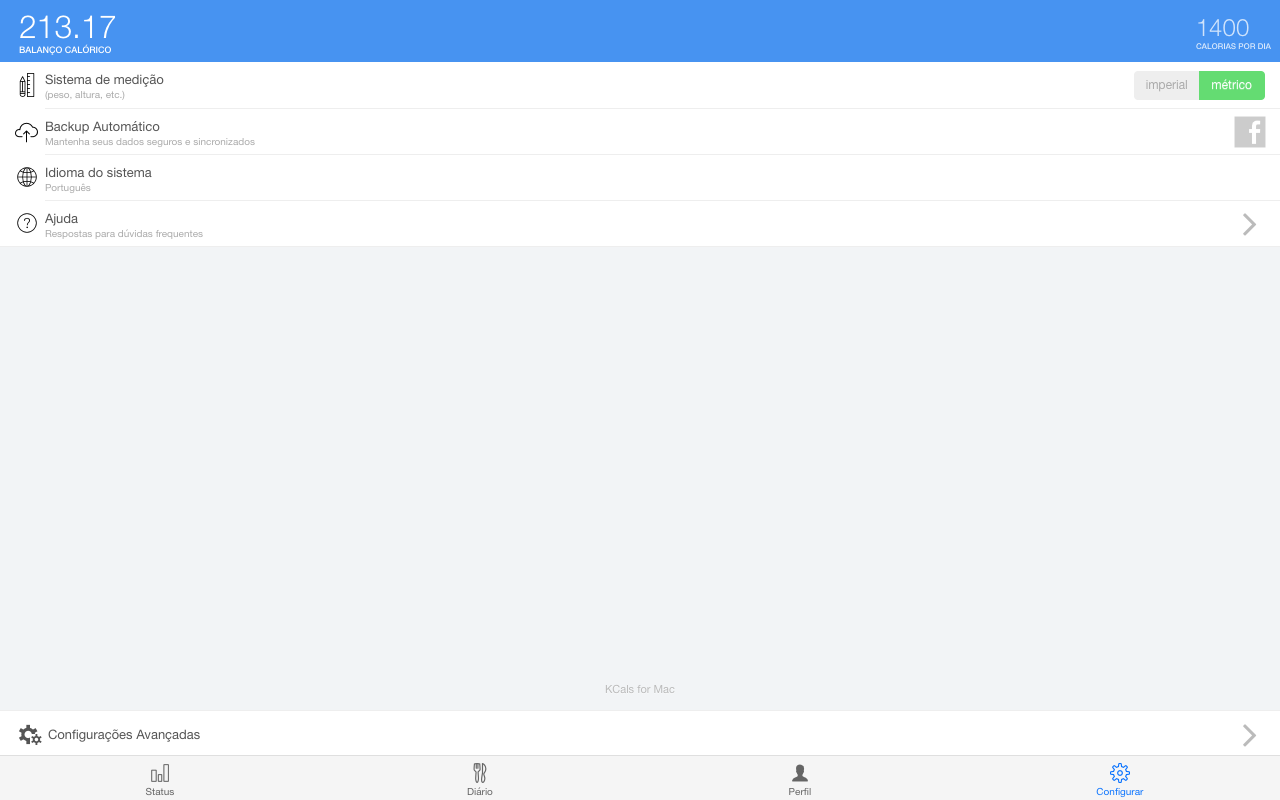 213.17
BALANÇO CALÓRICO
1400
CALORIAS POR DIA
Sistema de medição
(peso, altura, etc.)
imperial
métrico
Backup Automático
Mantenha seus dados seguros e sincronizados
Idioma do sistema
Português
Ajuda
Respostas para dúvidas frequentes
KCals for Mac
Configurações Avançadas
Status
Diário
Perfil
Configurar